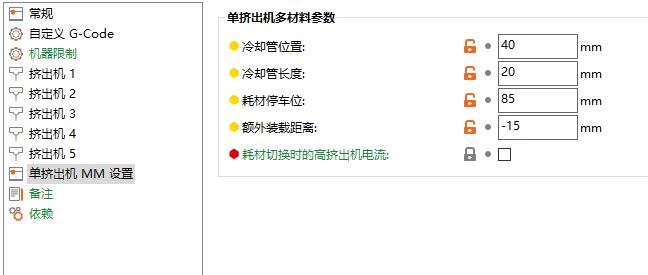 常规
自定义 G-Code
机器限制
挤出机 1
挤出机 2
挤出机 3
挤出机 4
挤出机 5
单挤出机 MM 设置
备注
依赖
单挤出机多材料参数
冷却管位置: 40 mm
冷却管长度: 20 mm
耗材停车位: 85 mm
额外装载距离: -15 mm
耗材切换时的高挤出机电流: